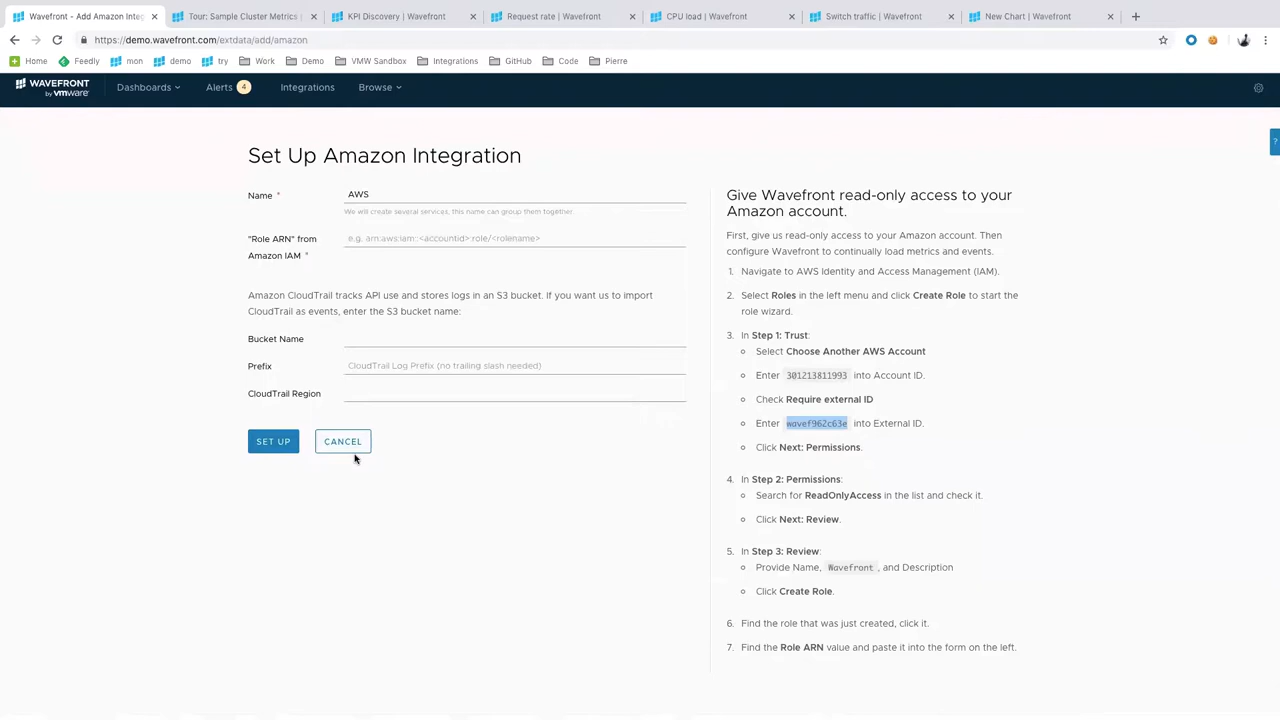 Wavefront - Add Amazon Integ
Tour: Sample Cluster Metrics |
KPI Discovery | Wavefront
Request rate | Wavefront
CPU load | Wavefront
Switch traffic | Wavefront
New Chart | Wavefront
https://demo.wavefront.com/extdata/add/amazon
Home
Feedly
mon
demo
try
Work
Demo
VMW Sandbox
Integrations
GitHub
Code
Pierre
WAVEFRONT
by vmware
Dashboards
Alerts 4
Integrations
Browse
?
Set Up Amazon Integration
Name *
AWS
We will create several services, this name can group them together.
"Role ARN" from
Amazon IAM *
e.g. arn:aws:iam::<accountid>:role/<rolename>
Amazon CloudTrail tracks API use and stores logs in an S3 bucket. If you want us to import
CloudTrail as events, enter the S3 bucket name:
Bucket Name
Prefix
CloudTrail Log Prefix (no trailing slash needed)
CloudTrail Region
SET UP
CANCEL
Give Wavefront read-only access to your
Amazon account.
First, give us read-only access to your Amazon account. Then
configure Wavefront to continually load metrics and events.
1. Navigate to AWS Identity and Access Management (IAM).
2. Select Roles in the left menu and click Create Role to start the
role wizard.
3. In Step 1: Trust:
Select Choose Another AWS Account
Enter 301213811993 into Account ID.
Check Require external ID
Enter wavef962c63e into External ID.
Click Next: Permissions.
4. In Step 2: Permissions:
Search for ReadOnlyAccess in the list and check it.
Click Next: Review.
5. In Step 3: Review:
Provide Name, Wavefront , and Description
Click Create Role.
6. Find the role that was just created, click it.
7. Find the Role ARN value and paste it into the form on the left.